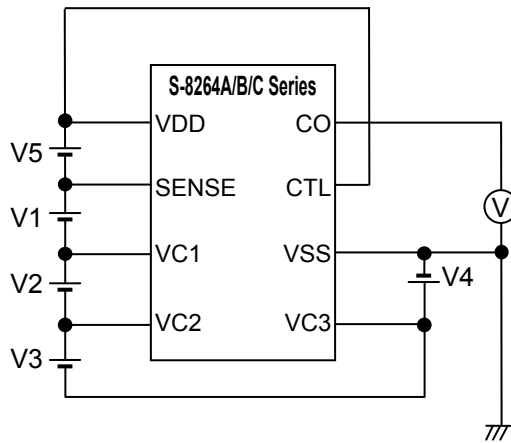 S-8264A/B/C Series
VDD
CO
V5
SENSE
CTL
V
V1
VC1
VSS
V4
V2
VC2
VC3
V3